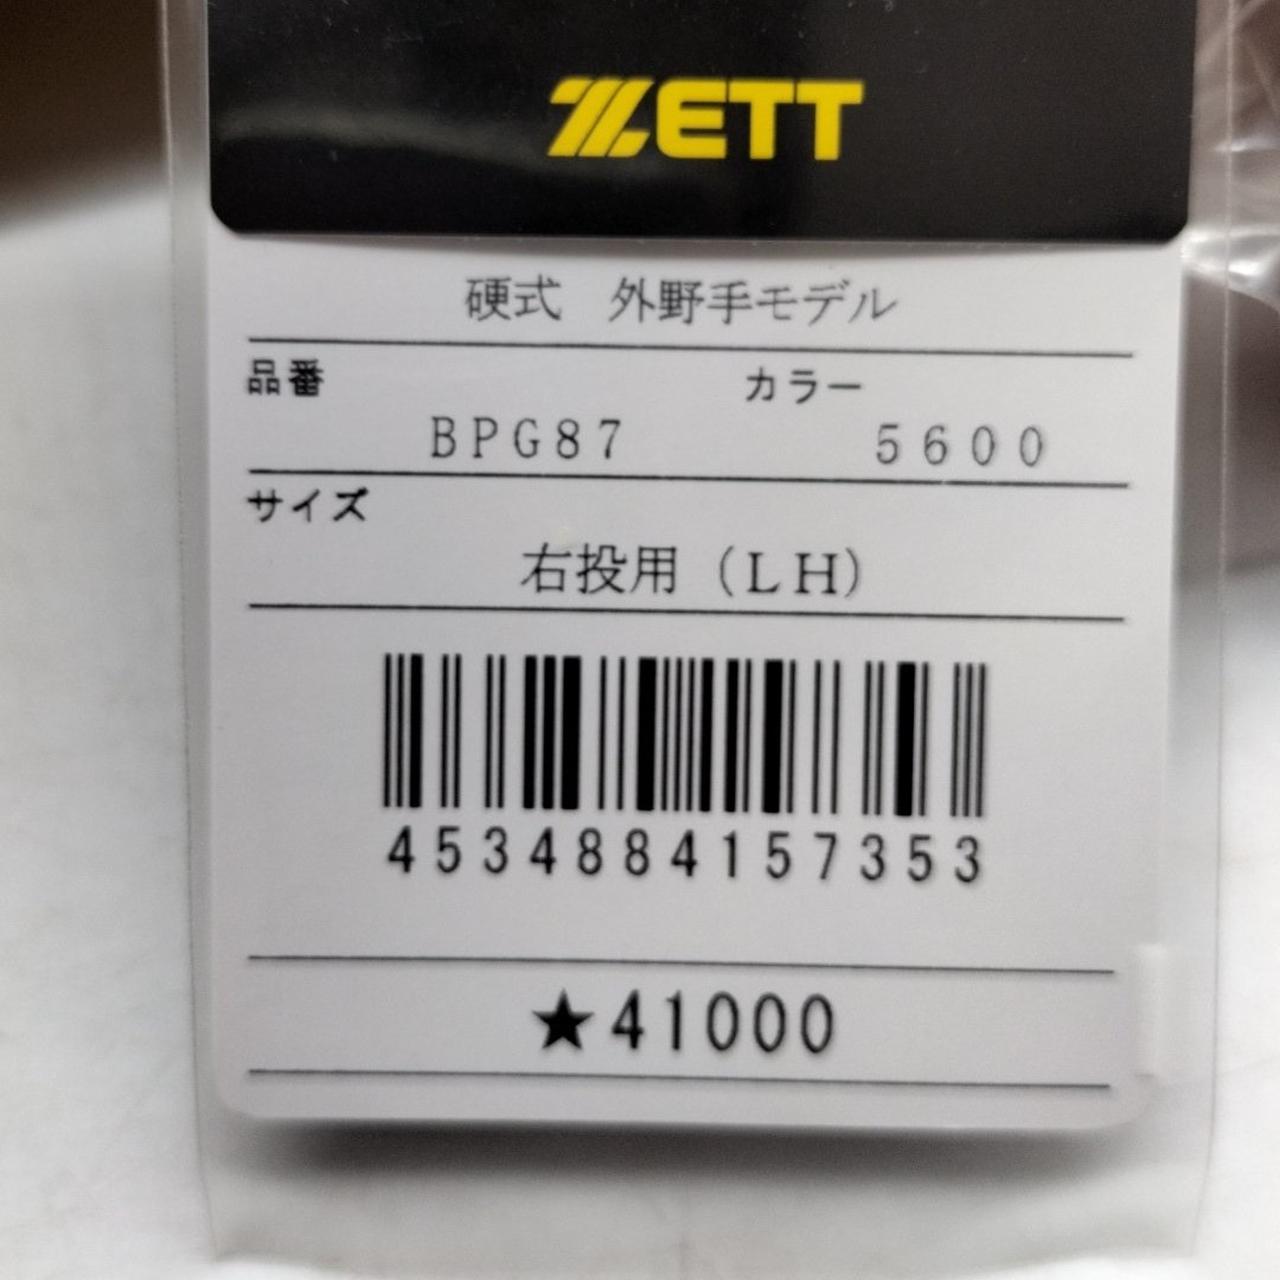 ZETT
硬式　外野手モデル
品番　カラー
BPG87　5600
サイズ
右投用（LH）
4534884157353
★41000